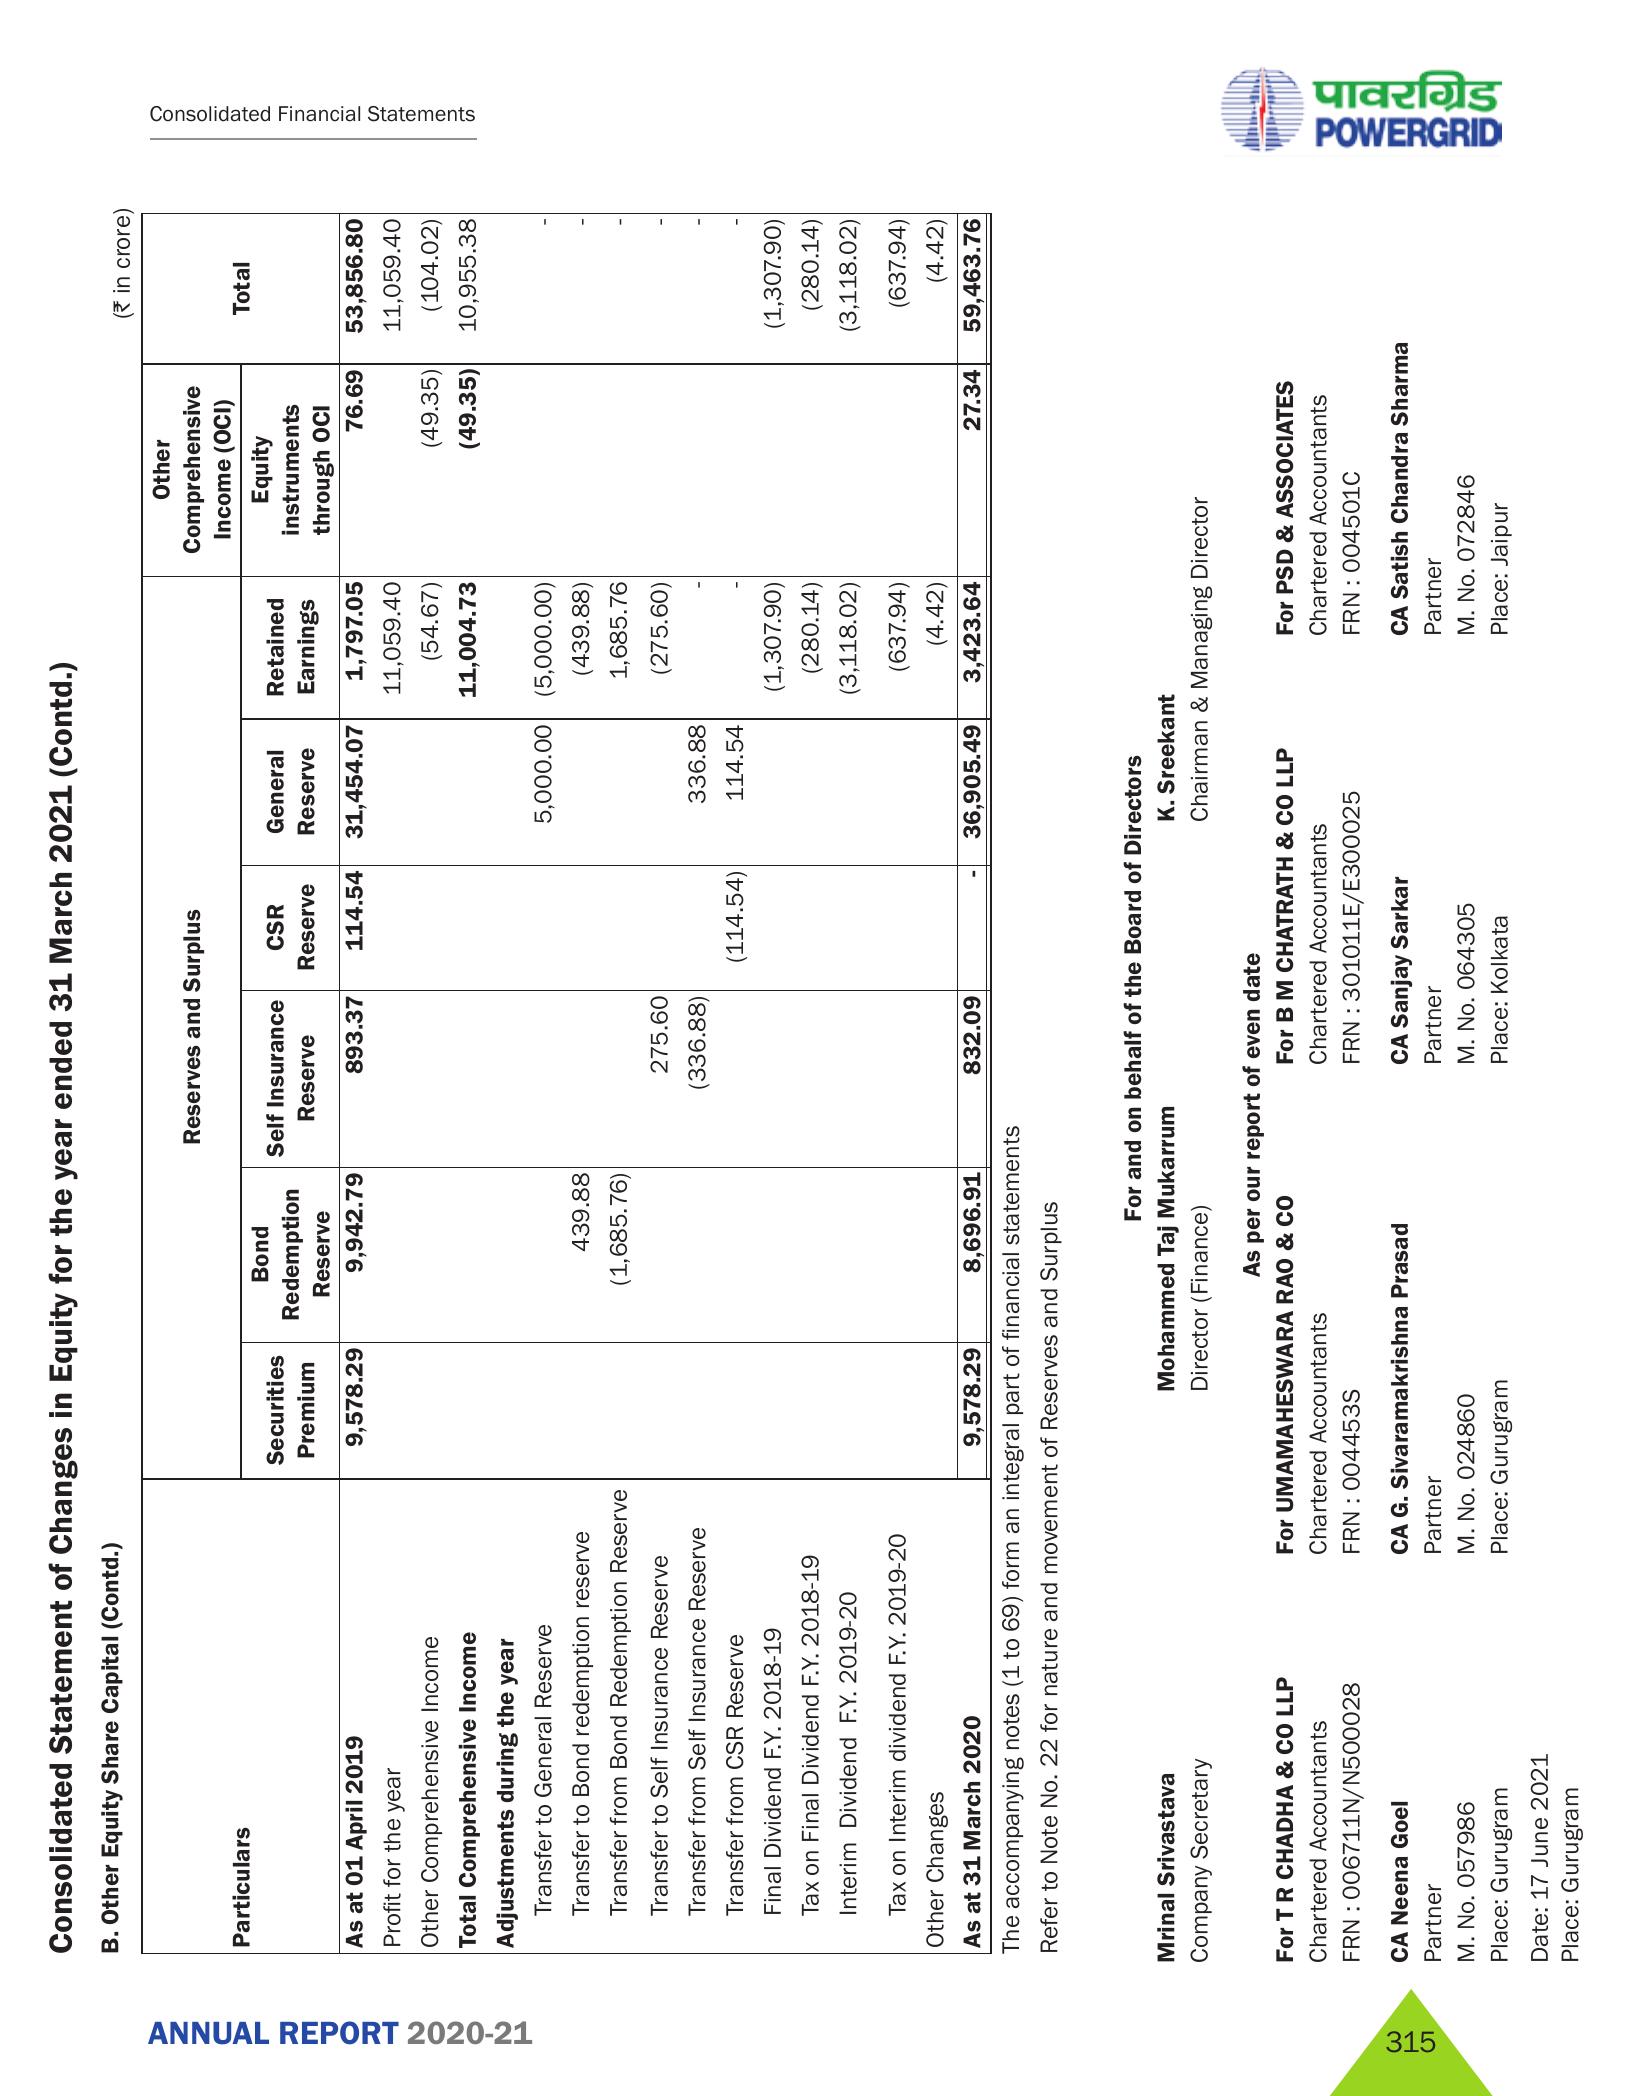 Consolidated Financial Statements
पावरग्रिड
POWERGRID
Consolidated Statement of Changes in Equity for the year ended 31 March 2021 (Contd.)
B. Other Equity Share Capital (Contd.)
(₹ in crore)
Particulars Reserves and Surplus Other Comprehensive Income (OCI) Total
Securities Premium Bond Redemption Reserve Self Insurance Reserve CSR Reserve General Reserve Retained Earnings Equity instruments through OCI
As at 01 April 2019 9,578.29 9,942.79 893.37 114.54 31,454.07 1,797.05 76.69 53,856.80
Profit for the year 11,059.40 11,059.40
Other Comprehensive Income (54.67) (49.35) (104.02)
Total Comprehensive Income 11,004.73 (49.35) 10,955.38
Adjustments during the year
Transfer to General Reserve 5,000.00 (5,000.00) -
Transfer to Bond redemption reserve 439.88 (439.88) -
Transfer from Bond Redemption Reserve (1,685.76) 1,685.76 -
Transfer to Self Insurance Reserve 275.60 (275.60) -
Transfer from Self Insurance Reserve (336.88) 336.88 - -
Transfer from CSR Reserve (114.54) 114.54 - -
Final Dividend F.Y. 2018-19 (1,307.90) (1,307.90)
Tax on Final Dividend F.Y. 2018-19 (280.14) (280.14)
Interim Dividend F.Y. 2019-20 (3,118.02) (3,118.02)
Tax on Interim dividend F.Y. 2019-20 (637.94) (637.94)
Other Changes (4.42) (4.42)
As at 31 March 2020 9,578.29 8,696.91 832.09 - 36,905.49 3,423.64 27.34 59,463.76
The accompanying notes (1 to 69) form an integral part of financial statements
Refer to Note No. 22 for nature and movement of Reserves and Surplus
For and on behalf of the Board of Directors
Mrinal Srivastava Mohammed Taj Mukarrum K. Sreekant
Company Secretary Director (Finance) Chairman & Managing Director
As per our report of even date
For T R CHADHA & CO LLP For UMAMAHESWARA RAO & CO For B M CHATRATH & CO LLP For PSD & ASSOCIATES
Chartered Accountants Chartered Accountants Chartered Accountants Chartered Accountants
FRN : 006711N/N500028 FRN : 004453S FRN : 301011E/E300025 FRN : 004501C
CA Neena Goel CA G. Sivaramakrishna Prasad CA Sanjay Sarkar CA Satish Chandra Sharma
Partner Partner Partner Partner
M. No. 057986 M. No. 024860 M. No. 064305 M. No. 072846
Place: Gurugram Place: Gurugram Place: Kolkata Place: Jaipur
Date: 17 June 2021
Place: Gurugram
ANNUAL REPORT 2020-21
315